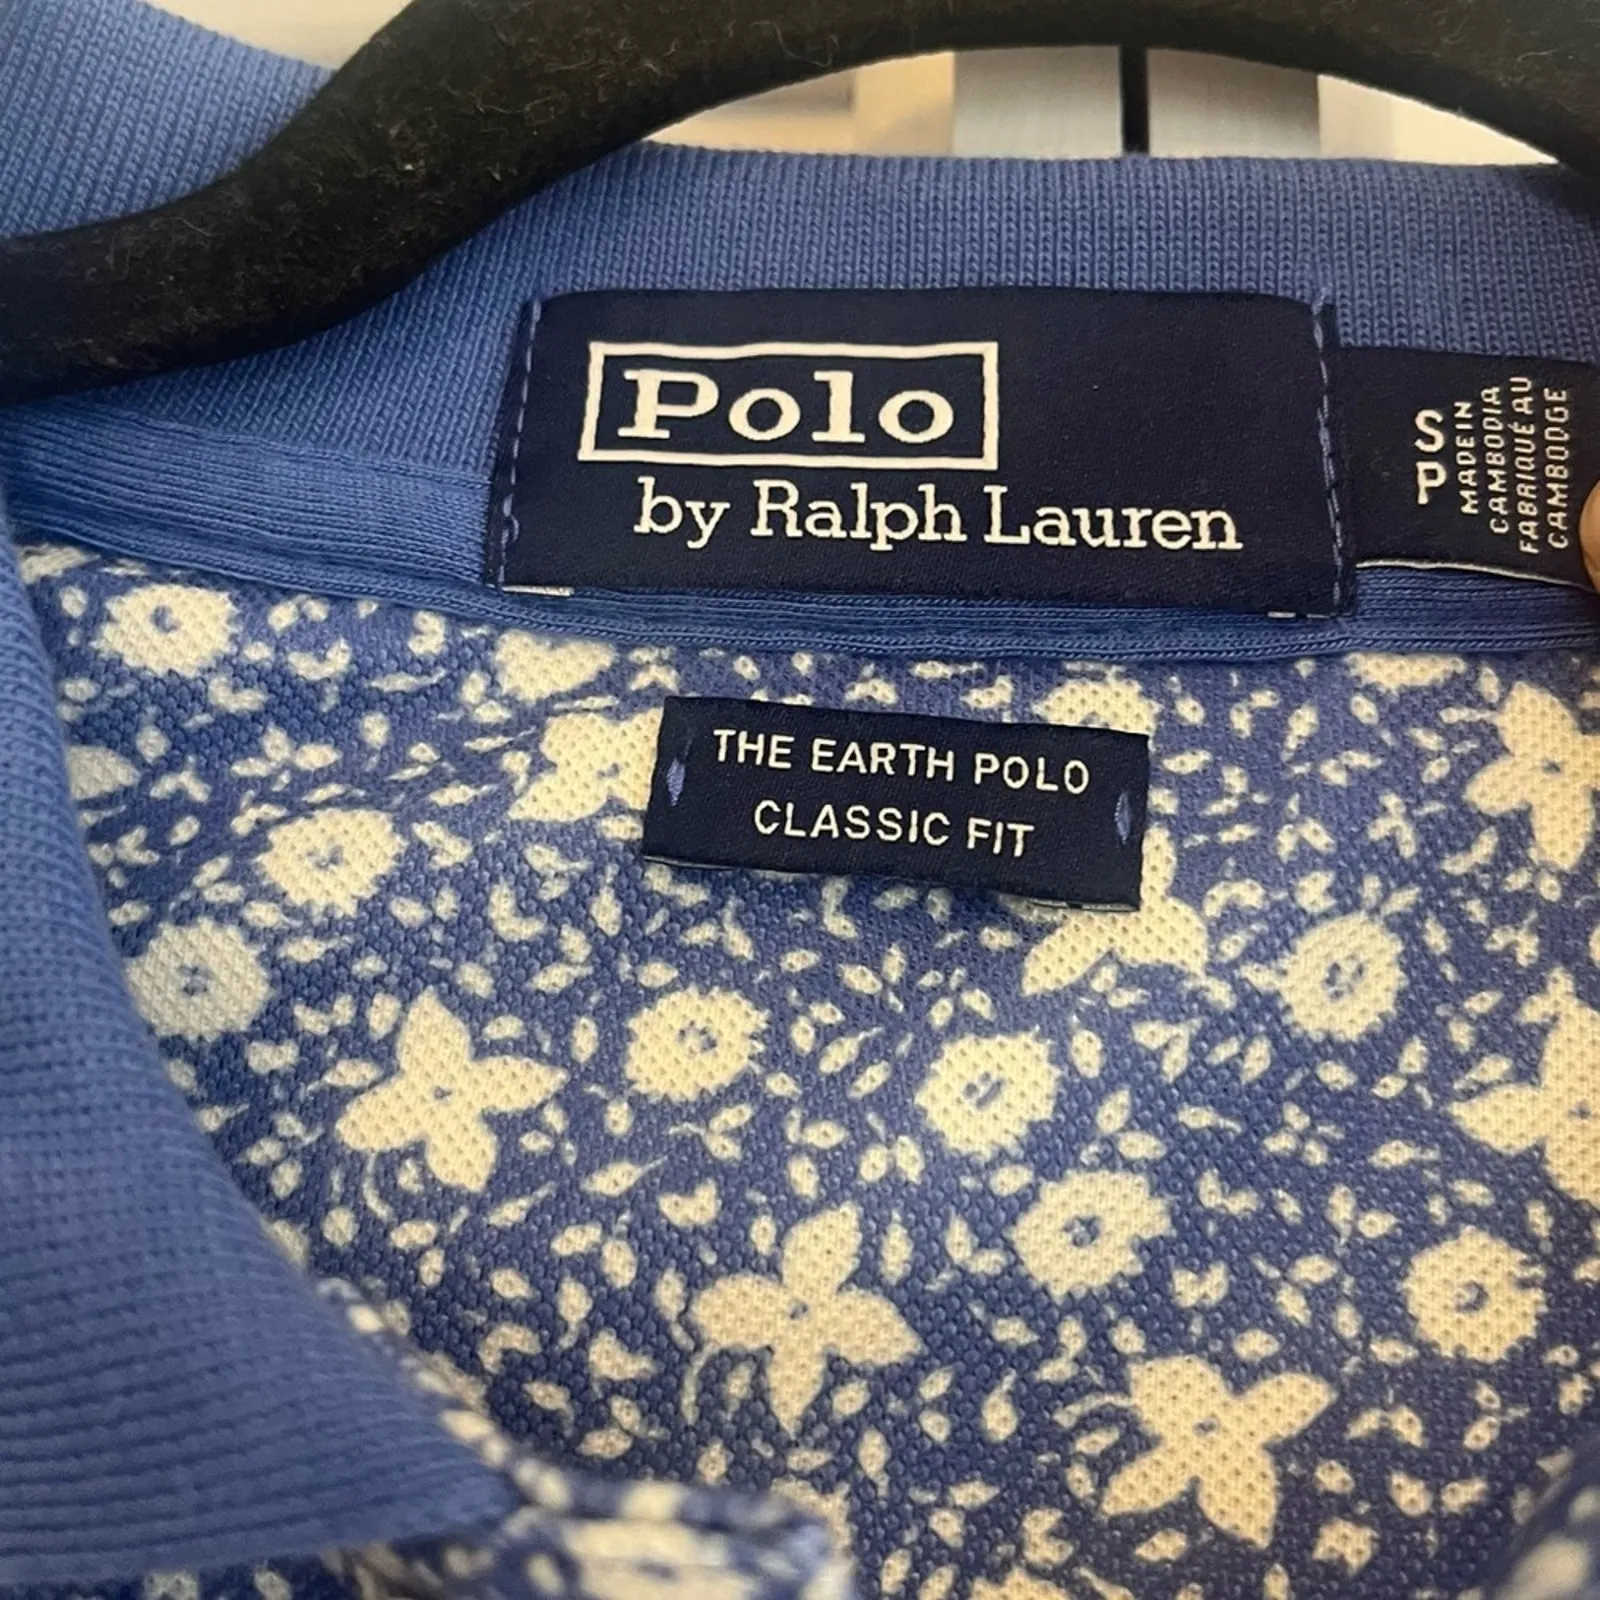 Polo
by Ralph Lauren
S
P
MADE IN
CAMBODIA
FABRIQUÉ AU
CAMBODGE
THE EARTH POLO
CLASSIC FIT